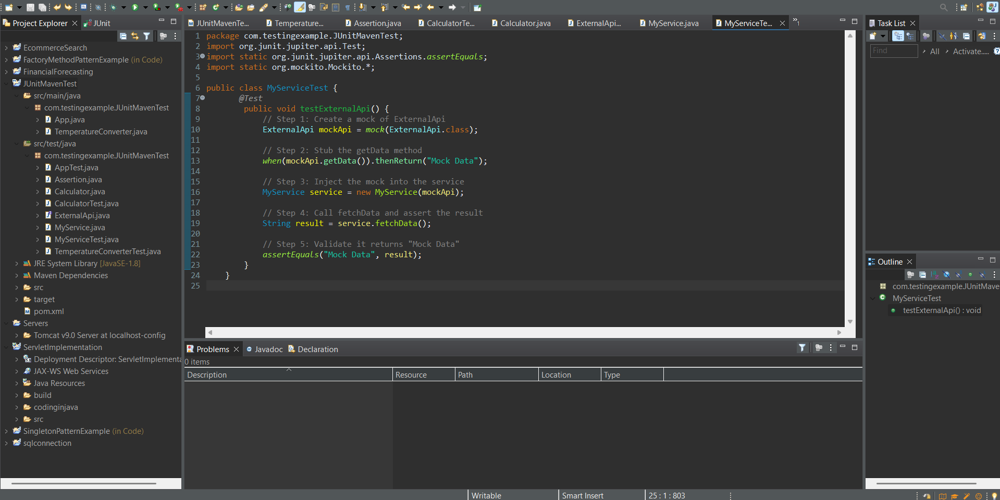 Project Explorer
JUnit
EcommerceSearch
FactoryMethodPatternExample (in Code)
FinancialForecasting
JUnitMavenTest
src/main/java
com.testingexample.JUnitMavenTest
App.java
TemperatureConverter.java
src/test/java
com.testingexample.JUnitMavenTest
AppTest.java
Assertion.java
Calculator.java
CalculatorTest.java
ExternalApi.java
MyService.java
MyServiceTest.java
TemperatureConverterTest.java
JRE System Library [JavaSE-1.8]
Maven Dependencies
src
target
pom.xml
Servers
Tomcat v9.0 Server at localhost-config
ServletImplementation
Deployment Descriptor: ServletImplementa
JAX-WS Web Services
Java Resources
build
codinginjava
src
SingletonPatternExample (in Code)
sqlconnection
JUnitMavenTe...
Temperature...
Assertion.java
CalculatorTe...
Calculator.java
ExternalApi...
MyService.java
MyServiceTe...
»1
1 package com.testingexample.JUnitMavenTest;
2 import org.junit.jupiter.api.Test;
3 import static org.junit.jupiter.api.Assertions.assertEquals;
4 import static org.mockito.Mockito.*;
5
6 public class MyServiceTest {
7 @Test
8 public void testExternalApi() {
9 // Step 1: Create a mock of ExternalApi
10 ExternalApi mockApi = mock(ExternalApi.class);
11
12 // Step 2: Stub the getData method
13 when(mockApi.getData()).thenReturn("Mock Data");
14
15 // Step 3: Inject the mock into the service
16 MyService service = new MyService(mockApi);
17
18 // Step 4: Call fetchData and assert the result
19 String result = service.fetchData();
20
21 // Step 5: Validate it returns "Mock Data"
22 assertEquals("Mock Data", result);
23 }
24 }
25
Problems
Javadoc
Declaration
0 items
Description Resource Path Location Type
Task List
Find
All
Activate.....
Outline
com.testingexample.JUnitMave
MyServiceTest
testExternalApi() : void
Writable
Smart Insert
25 : 1 : 803